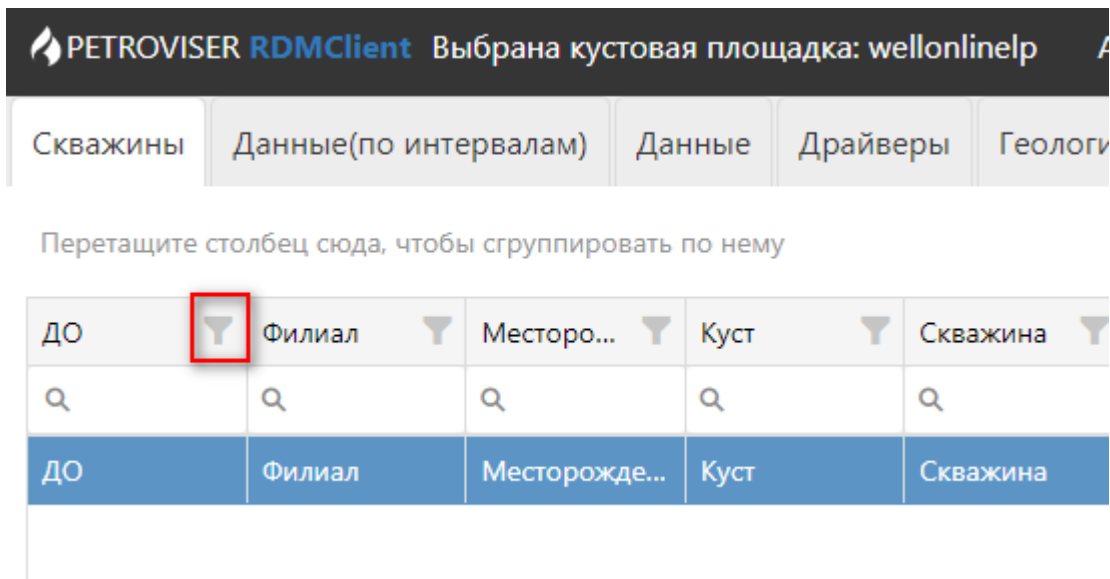 PETROVISER RDMClient Выбрана кустовая площадка: wellonlinelp
Скважины Данные(по интервалам) Данные Драйверы Геологи
Перетащите столбец сюда, чтобы сгруппировать по нему
ДО Филиал Месторо... Куст Скважина
ДО Филиал Месторожде... Куст Скважина